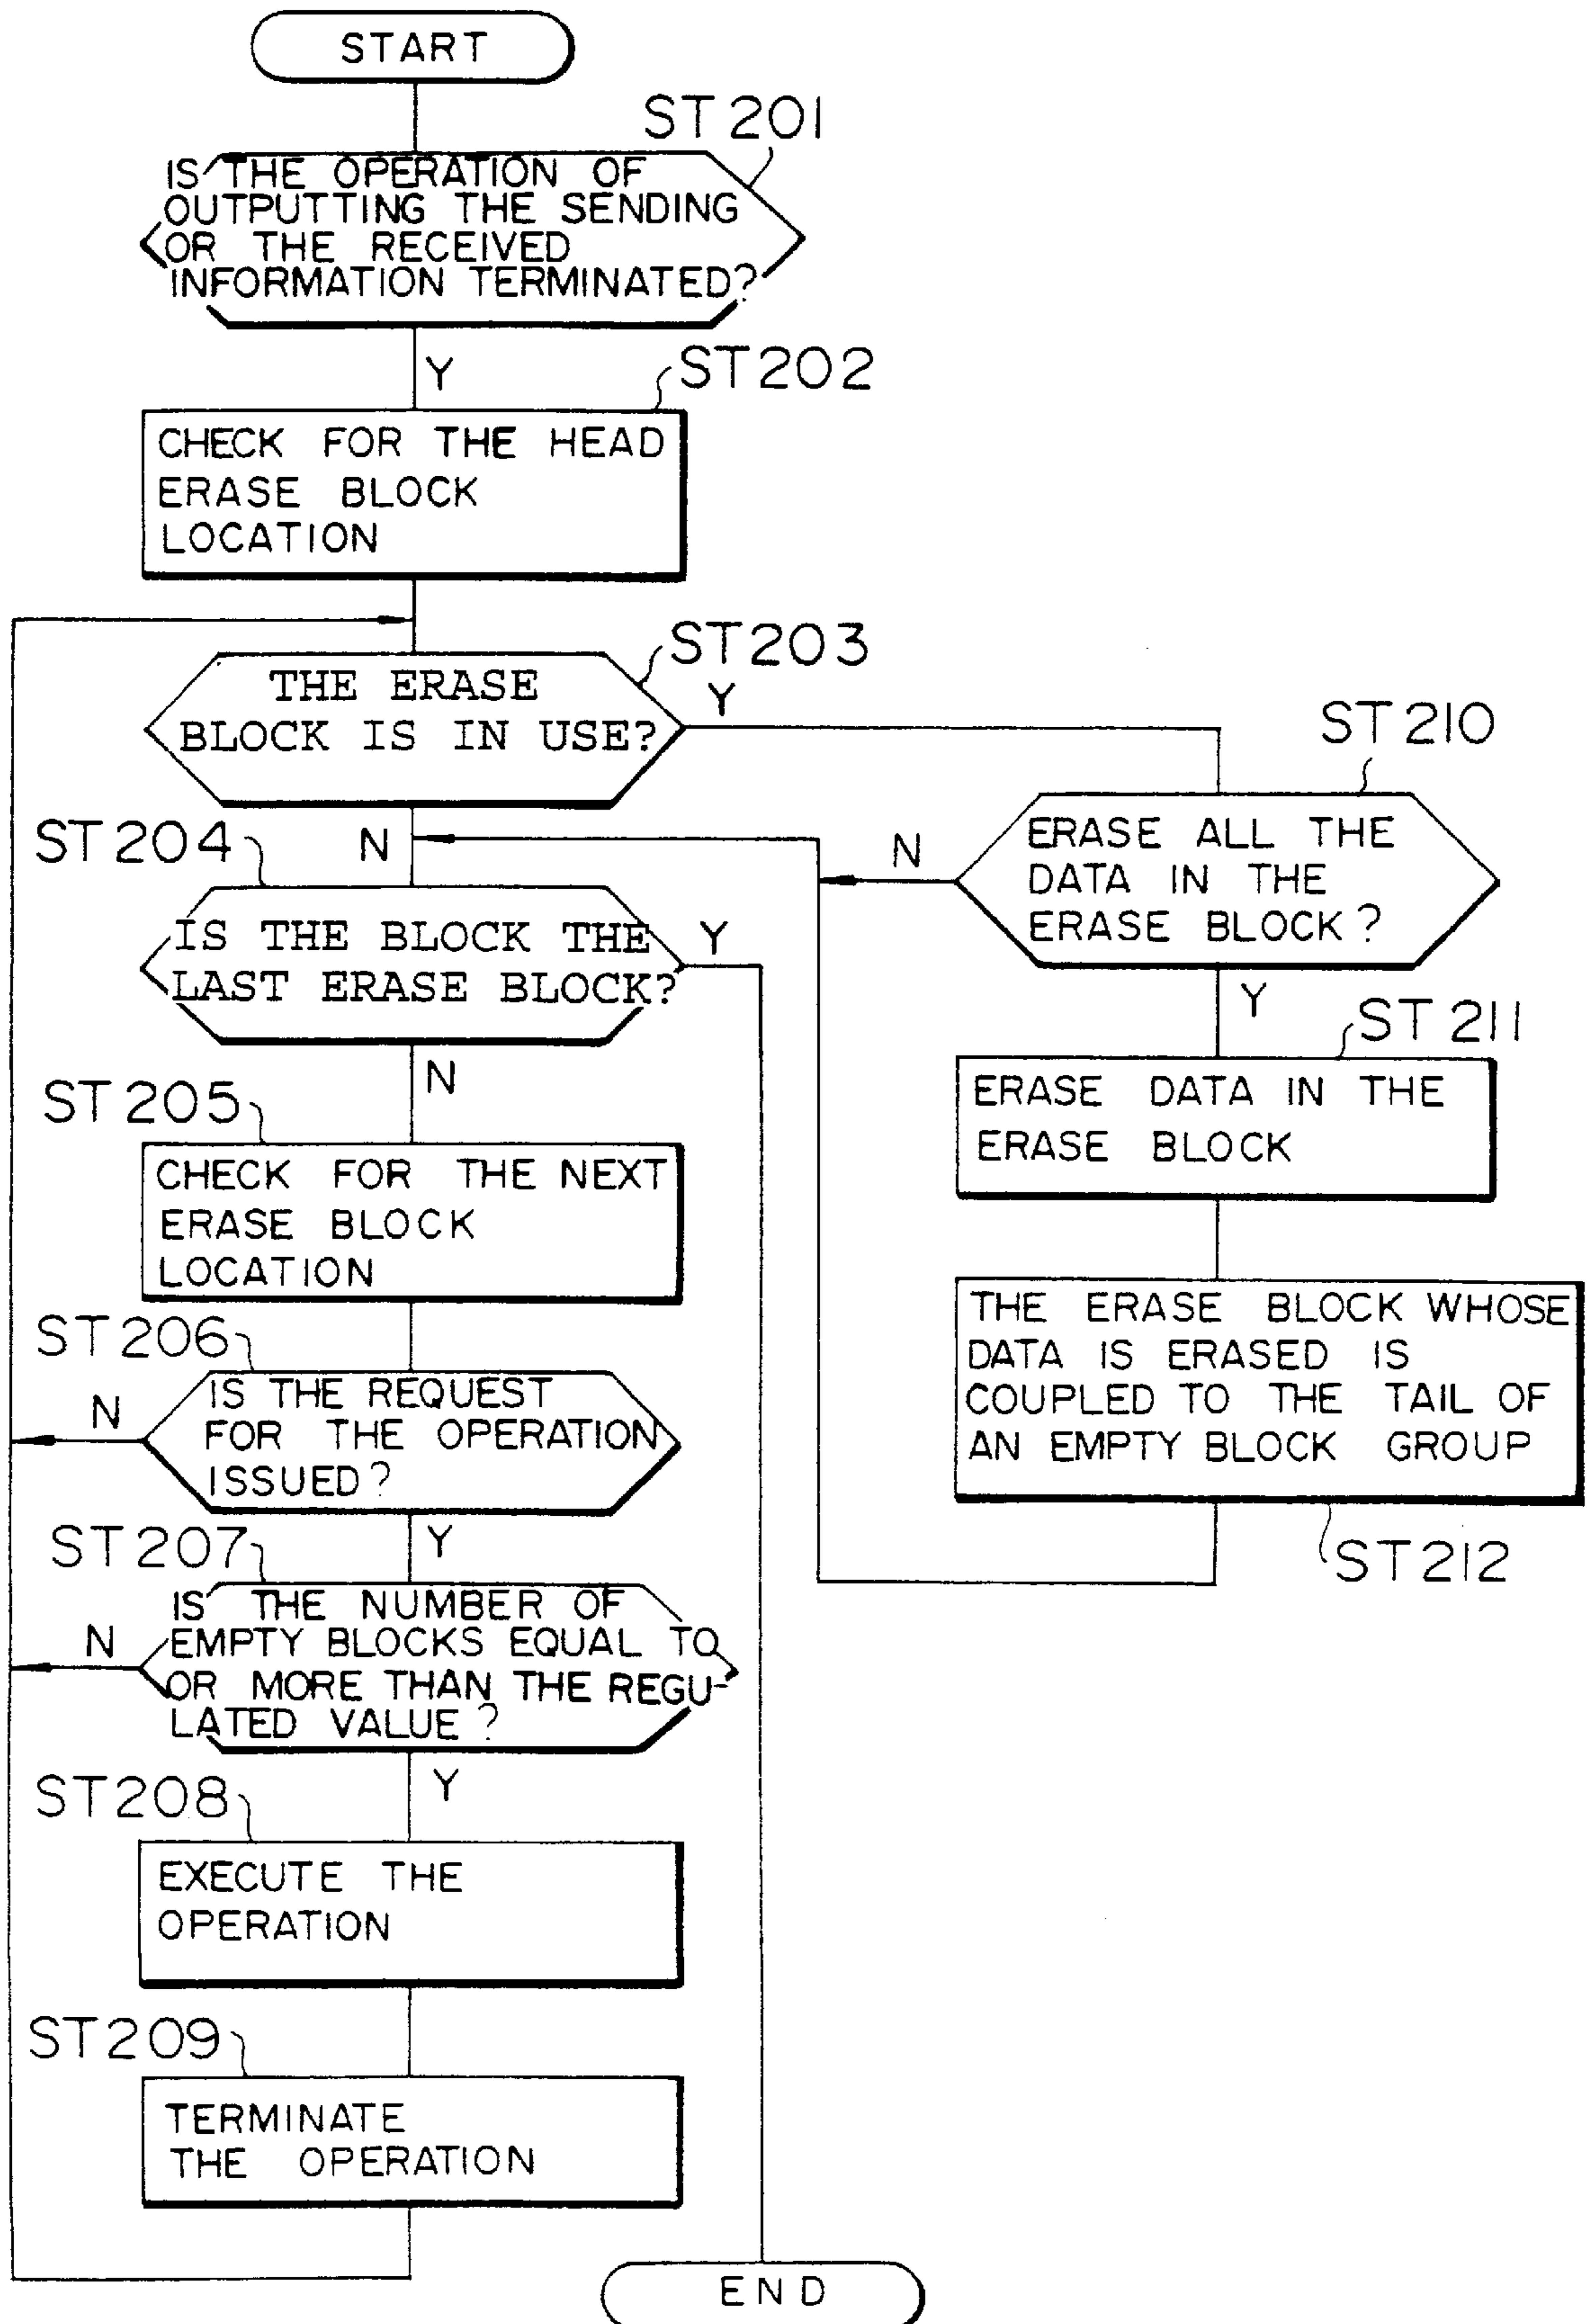 START
ST201
IS THE OPERATION OF
OUTPUTTING THE SENDING
OR THE RECEIVED
INFORMATION TERMINATED?
Y
ST202
CHECK FOR THE HEAD
ERASE BLOCK
LOCATION
ST203
THE ERASE
BLOCK IS IN USE?
Y
ST210
ERASE ALL THE
DATA IN THE
ERASE BLOCK?
N
Y
ST211
ERASE DATA IN THE
ERASE BLOCK
THE ERASE BLOCK WHOSE
DATA IS ERASED IS
COUPLED TO THE TAIL OF
AN EMPTY BLOCK GROUP
ST212
N
ST204
IS THE BLOCK THE
LAST ERASE BLOCK?
Y
N
ST205
CHECK FOR THE NEXT
ERASE BLOCK
LOCATION
ST206
IS THE REQUEST
FOR THE OPERATION
ISSUED?
N
Y
ST207
IS THE NUMBER OF
EMPTY BLOCKS EQUAL TO
OR MORE THAN THE REGU-
LATED VALUE?
N
Y
ST208
EXECUTE THE
OPERATION
ST209
TERMINATE
THE OPERATION
END